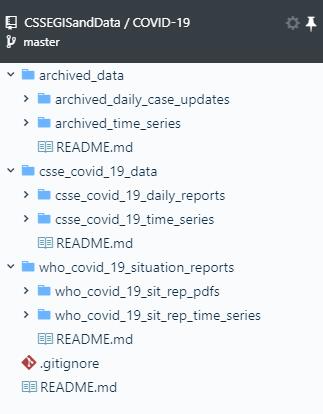 CSSEGISandData / COVID-19
master
archived_data
archived_daily_case_updates
archived_time_series
README.md
csse_covid_19_data
csse_covid_19_daily_reports
csse_covid_19_time_series
README.md
who_covid_19_situation_reports
who_covid_19_sit_rep_pdfs
who_covid_19_sit_rep_time_series
README.md
.gitignore
README.md